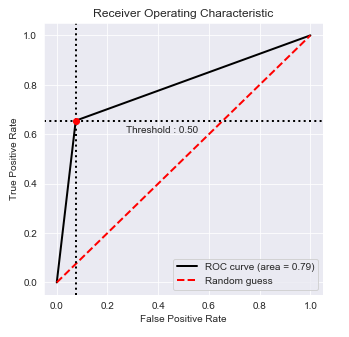 Receiver Operating Characteristic
True Positive Rate
1.0
0.8
0.6
0.4
0.2
0.0
Threshold : 0.50
ROC curve (area = 0.79)
Random guess
0.0 0.2 0.4 0.6 0.8 1.0
False Positive Rate